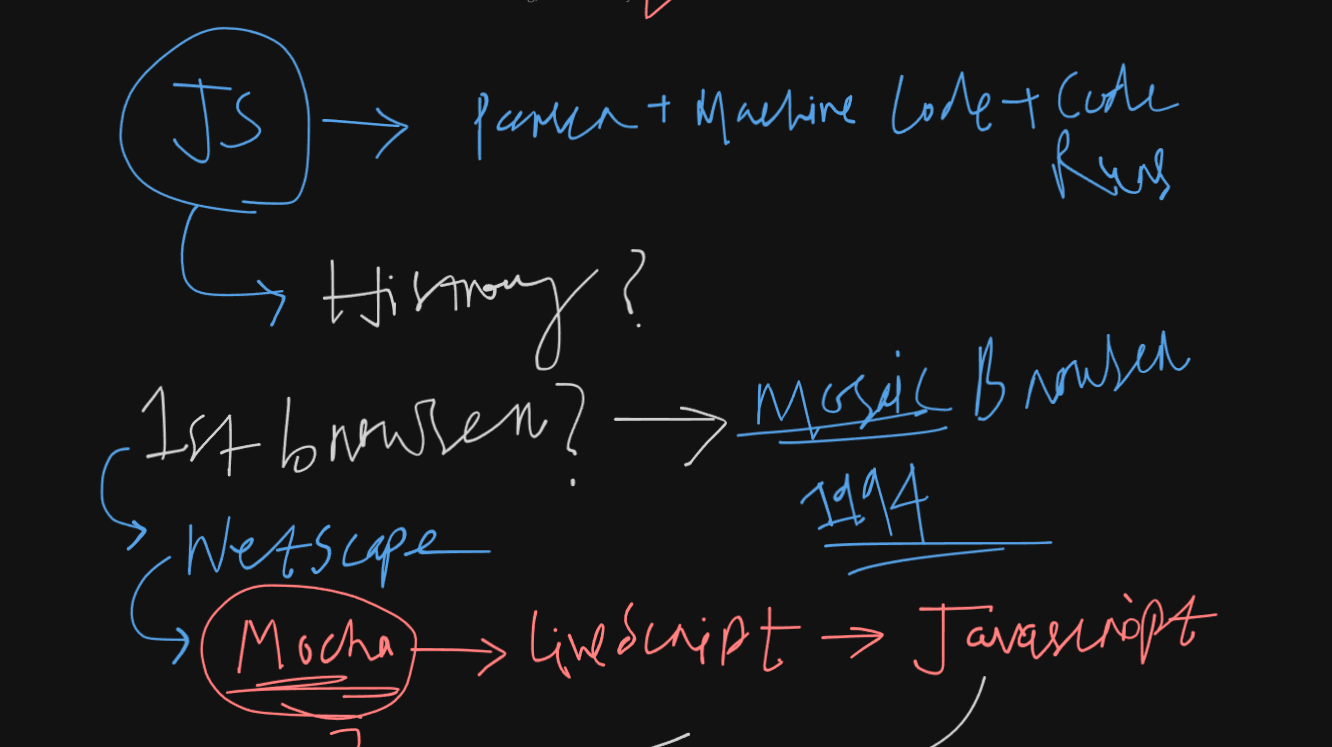 JS → Parser + Machine Code + Code
Runs
History?
1st browser? → Mosaic Browser
1994
Netscape
Mocha → LiveScript → Javascript